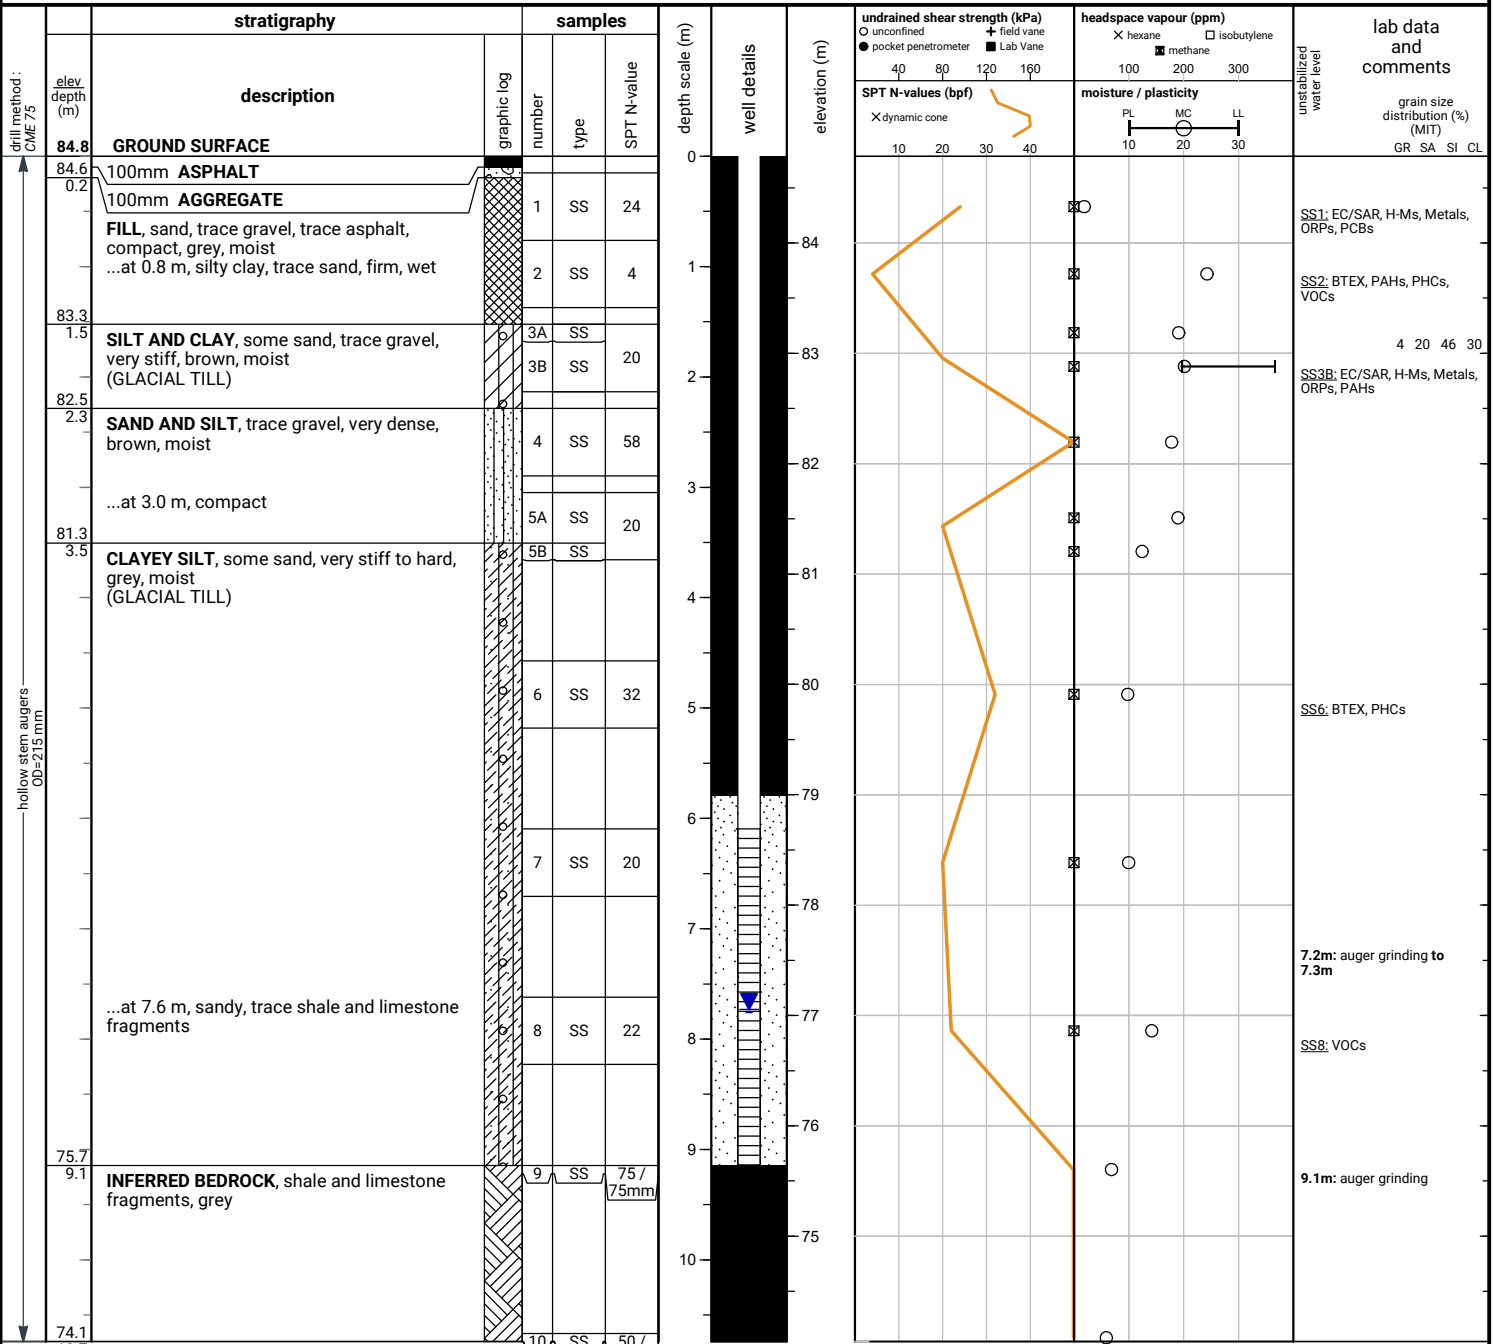 stratigraphy
samples
drill method :
CME 75
elev
depth
(m)
description
graphic log
number
type
SPT N-value
depth scale (m)
well details
elevation (m)
undrained shear strength (kPa)
unconfined
field vane
pocket penetrometer
Lab Vane
40 80 120 160
SPT N-values (bpf)
dynamic cone
10 20 30 40
headspace vapour (ppm)
hexane
isobutylene
methane
100 200 300
moisture / plasticity
PL MC LL
10 20 30
unstabilized
water level
lab data
and
comments
grain size
distribution (%)
(MIT)
GR SA SI CL
84.8 GROUND SURFACE
84.6
0.2
100mm ASPHALT
100mm AGGREGATE
FILL, sand, trace gravel, trace asphalt,
compact, grey, moist
...at 0.8 m, silty clay, trace sand, firm, wet
83.3
1.5
SILT AND CLAY, some sand, trace gravel,
very stiff, brown, moist
(GLACIAL TILL)
82.5
2.3
SAND AND SILT, trace gravel, very dense,
brown, moist
...at 3.0 m, compact
81.3
3.5
CLAYEY SILT, some sand, very stiff to hard,
grey, moist
(GLACIAL TILL)
...at 7.6 m, sandy, trace shale and limestone
fragments
75.7
9.1
INFERRED BEDROCK, shale and limestone
fragments, grey
74.1
hollow stem augers
OD=215 mm
1 SS 24
2 SS 4
3A SS
20
3B SS
4 SS 58
5A SS
20
5B SS
6 SS 32
7 SS 20
8 SS 22
9 SS 75 /
75mm
10 SS 50 /
0
1
2
3
4
5
6
7
8
9
10
84
83
82
81
80
79
78
77
76
75
SS1: EC/SAR, H-Ms, Metals,
ORPs, PCBs
SS2: BTEX, PAHs, PHCs,
VOCs
4 20 46 30
SS3B: EC/SAR, H-Ms, Metals,
ORPs, PAHs
SS6: BTEX, PHCs
7.2m: auger grinding to
7.3m
SS8: VOCs
9.1m: auger grinding